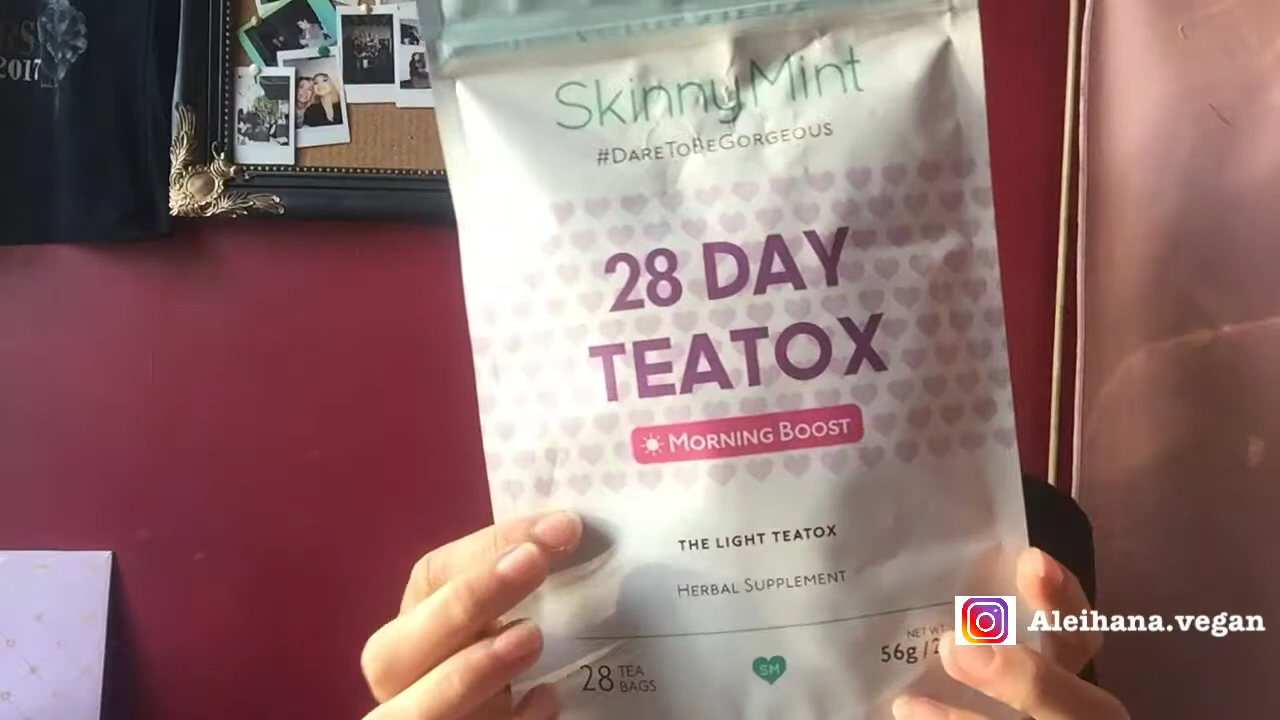 2017
SkinnyMint
#DareToBeGorgeous
28 DAY
TEATOX
Morning Boost
THE LIGHT TEATOX
Herbal Supplement
NET WT.
56g /
28 TEA
BAGS
SM
Aleihana.vegan